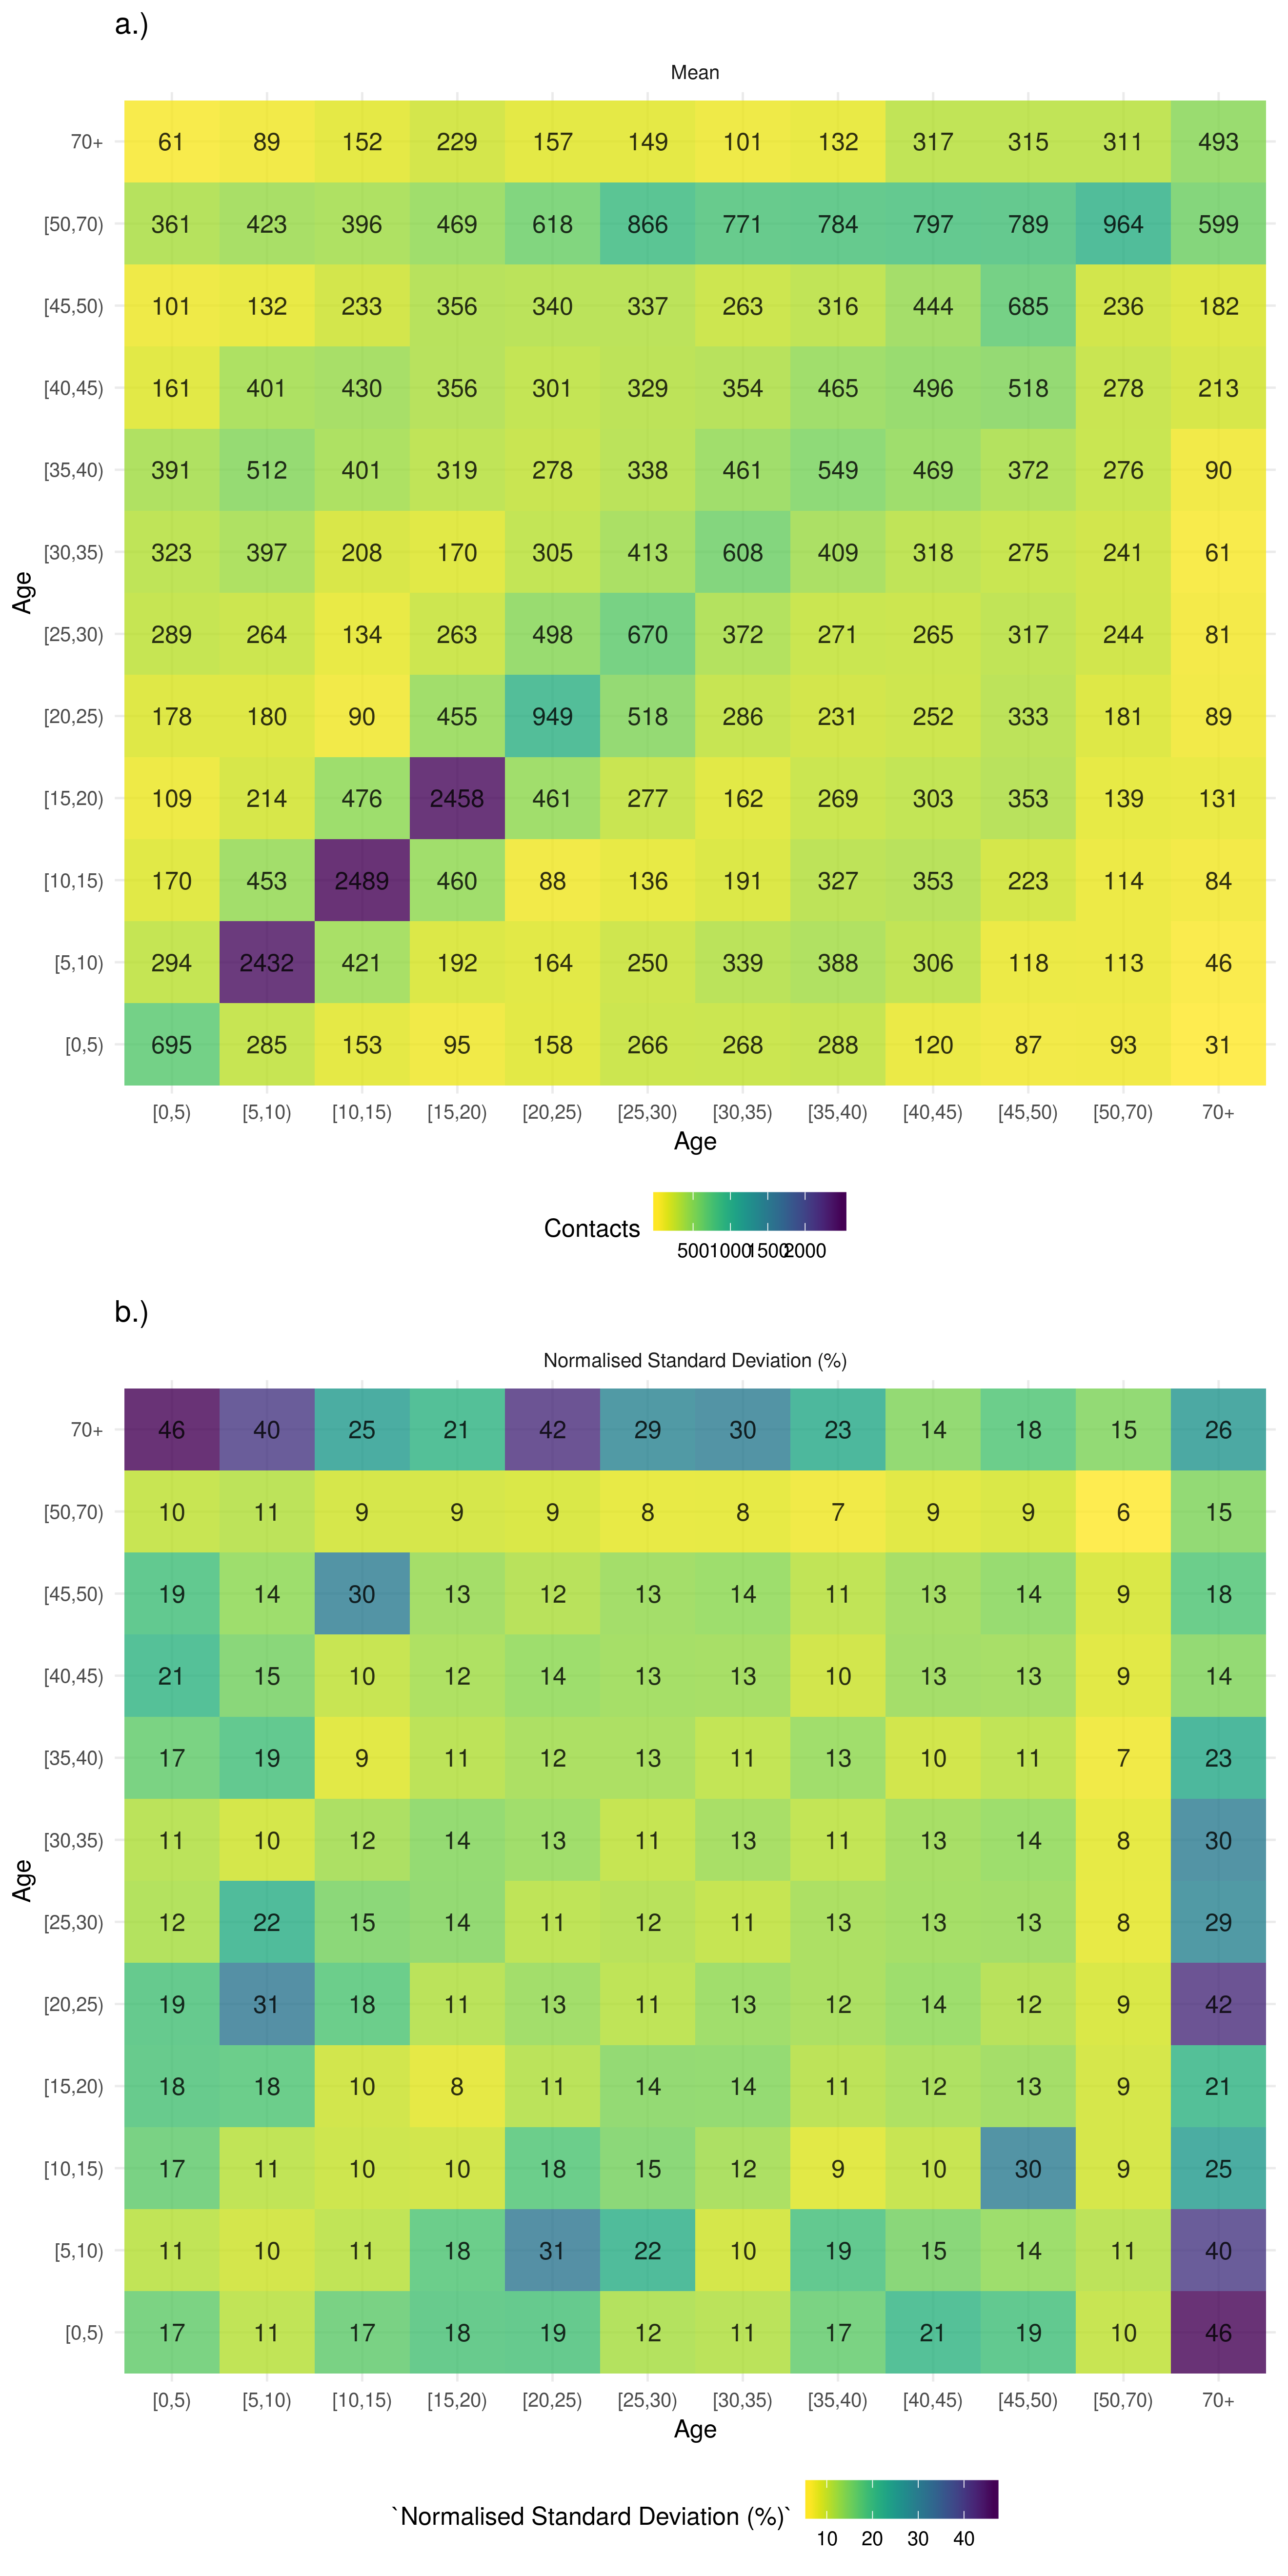 a.)
Mean
70+ 61 89 152 229 157 149 101 132 317 315 311 493
[50,70) 361 423 396 469 618 866 771 784 797 789 964 599
[45,50) 101 132 233 356 340 337 263 316 444 685 236 182
[40,45) 161 401 430 356 301 329 354 465 496 518 278 213
[35,40) 391 512 401 319 278 338 461 549 469 372 276 90
[30,35) 323 397 208 170 305 413 608 409 318 275 241 61
Age
[25,30) 289 264 134 263 498 670 372 271 265 317 244 81
[20,25) 178 180 90 455 949 518 286 231 252 333 181 89
[15,20) 109 214 476 2458 461 277 162 269 303 353 139 131
[10,15) 170 453 2489 460 88 136 191 327 353 223 114 84
[5,10) 294 2432 421 192 164 250 339 388 306 118 113 46
[0,5) 695 285 153 95 158 266 268 288 120 87 93 31
[0,5) [5,10) [10,15) [15,20) [20,25) [25,30) [30,35) [35,40) [40,45) [45,50) [50,70) 70+
Age
Contacts
500 1000 1500 2000
b.)
Normalised Standard Deviation (%)
70+ 46 40 25 21 42 29 30 23 14 18 15 26
[50,70) 10 11 9 9 9 8 8 7 9 9 6 15
[45,50) 19 14 30 13 12 13 14 11 13 14 9 18
[40,45) 21 15 10 12 14 13 13 10 13 13 9 14
[35,40) 17 19 9 11 12 13 11 13 10 11 7 23
[30,35) 11 10 12 14 13 11 13 11 13 14 8 30
Age
[25,30) 12 22 15 14 11 12 11 13 13 13 8 29
[20,25) 19 31 18 11 13 11 13 12 14 12 9 42
[15,20) 18 18 10 8 11 14 14 11 12 13 9 21
[10,15) 17 11 10 10 18 15 12 9 10 30 9 25
[5,10) 11 10 11 18 31 22 10 19 15 14 11 40
[0,5) 17 11 17 18 19 12 11 17 21 19 10 46
[0,5) [5,10) [10,15) [15,20) [20,25) [25,30) [30,35) [35,40) [40,45) [45,50) [50,70) 70+
Age
`Normalised Standard Deviation (%)`
10 20 30 40